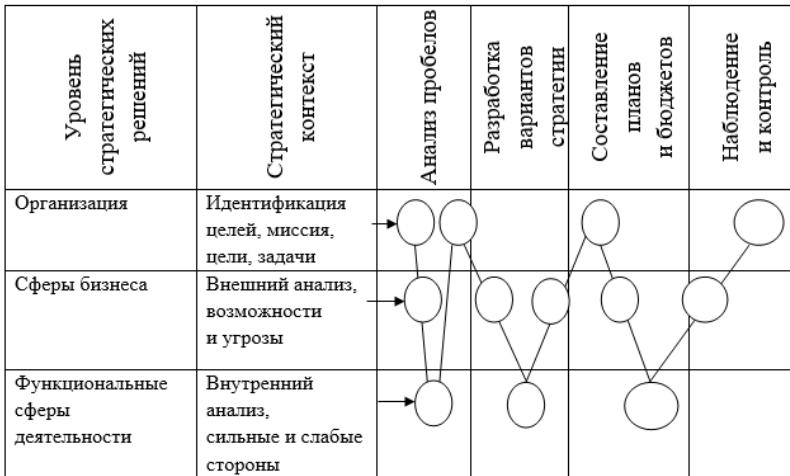 Уровень
стратегических
решений
Стратегический
контекст
Анализ пробелов
Разработка
вариантов
стратегии
Составление
планов
и бюджетов
Наблюдение
и контроль
Организация
Идентификация
целей, миссия,
цели, задачи
Сферы бизнеса
Внешний анализ,
возможности
и угрозы
Функциональные
сферы
деятельности
Внутренний
анализ,
сильные и слабые
стороны